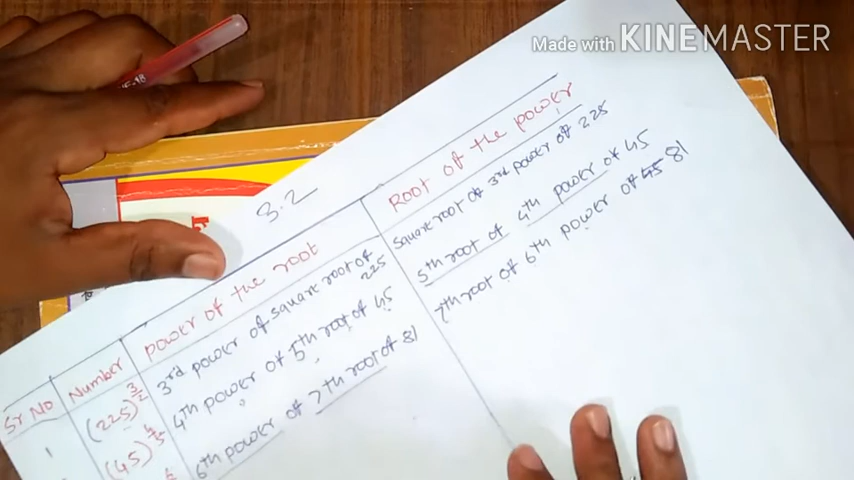 Made with KINEMASTER
3.2
Sr No
Number
power of the root
Root of the power
1
(225)^3/2
3rd power of square root of
225
square root of 3rd power of 225
(45)^4/5
4th power of 5th root of 45
5th root of 4th power of 45
6th power of 7th root of 81
7th root of 6th power of 45 81